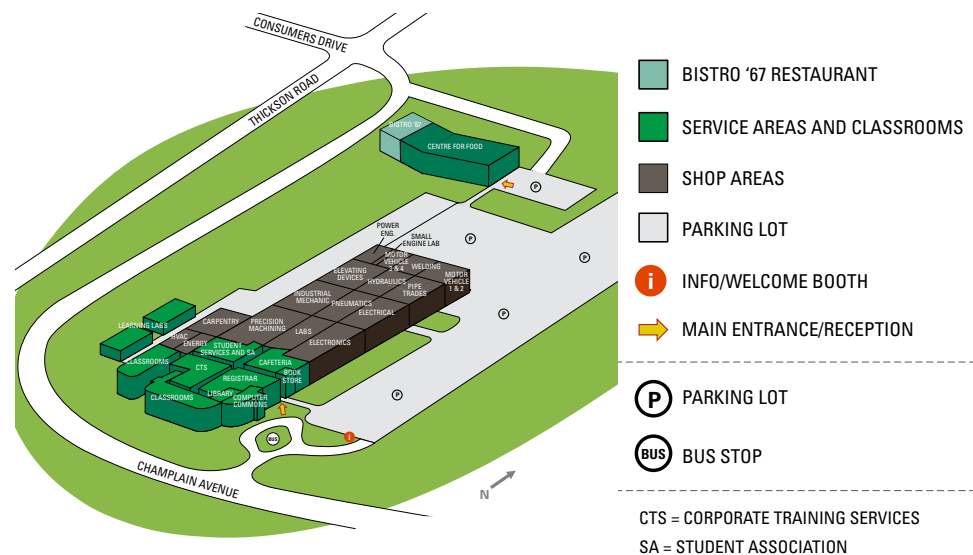 CONSUMERS DRIVE
THICKSON ROAD
BISTRO '67
CENTRE FOR FOOD
P
P
P
P
P
POWER
ENG.
SMALL
ENGINE LAB
MOTOR
VEHICLE
3 & 4
WELDING
MOTOR
VEHICLE
1 & 2
ELEVATING
DEVICES
HYDRAULICS
PIPE
TRADES
INDUSTRIAL
MECHANIC
PNEUMATICS
ELECTRICAL
CARPENTRY
PRECISION
MACHINING
LABS
ELECTRONICS
LEARNING LABS
HVAC
ENERGY
STUDENT
SERVICES AND SA
CAFETERIA
BOOK
STORE
CLASSROOMS
CTS
REGISTRAR
CLASSROOMS
LIBRARY
COMPUTER
COMMONS
BUS
i
CHAMPLAIN AVENUE
N
BISTRO ‘67 RESTAURANT
SERVICE AREAS AND CLASSROOMS
SHOP AREAS
PARKING LOT
i
INFO/WELCOME BOOTH
MAIN ENTRANCE/RECEPTION
P
PARKING LOT
BUS
BUS STOP
CTS = CORPORATE TRAINING SERVICES
SA = STUDENT ASSOCIATION